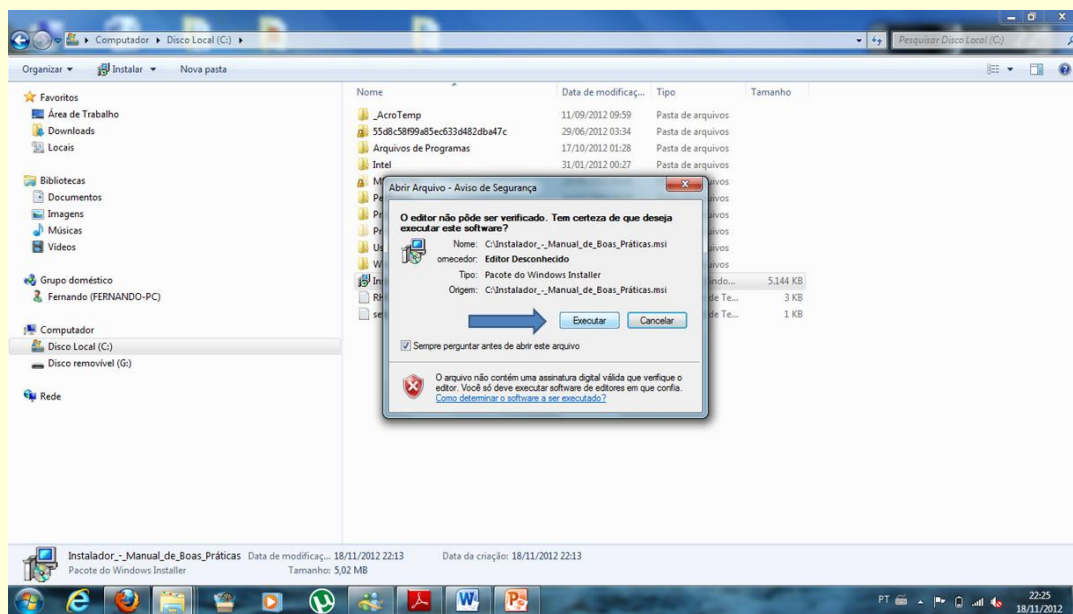 Computador ▸ Disco Local (C:) ▸
Pesquisar Disco Local (C:)
Organizar ▾ Instalar ▾ Nova pasta
Favoritos
Área de Trabalho
Downloads
Locais
Bibliotecas
Documentos
Imagens
Músicas
Vídeos
Grupo doméstico
Fernando (FERNANDO-PC)
Computador
Disco Local (C:)
Disco removível (G:)
Rede
Nome Data de modificaç... Tipo Tamanho
_AcroTemp 11/09/2012 09:59 Pasta de arquivos
55d8c58f99a85ec633d482dba47c 29/06/2012 03:34 Pasta de arquivos
Arquivos de Programas 17/10/2012 01:28 Pasta de arquivos
Intel 31/01/2012 00:27 Pasta de arquivos
5.144 KB
3 KB
1 KB
Abrir Arquivo - Aviso de Segurança
O editor não pôde ser verificado. Tem certeza de que deseja
executar este software?
Nome: C:\Instalador_-_Manual_de_Boas_Práticas.msi
omecedor: Editor Desconhecido
Tipo: Pacote do Windows Installer
Origem: C:\Instalador_-_Manual_de_Boas_Práticas.msi
Executar Cancelar
Sempre perguntar antes de abrir este arquivo
O arquivo não contém uma assinatura digital válida que verifique o
editor. Você só deve executar software de editores em que confia.
Como determinar o software a ser executado?
Instalador_-_Manual_de_Boas_Práticas Data de modificaç... 18/11/2012 22:13 Data da criação: 18/11/2012 22:13
Pacote do Windows Installer Tamanho: 5,02 MB
PT 22:25
18/11/2012